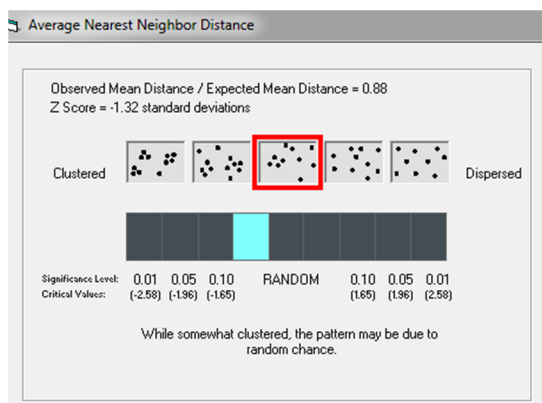 Average Nearest Neighbor Distance
Observed Mean Distance / Expected Mean Distance = 0.88
Z Score = -1.32 standard deviations
Clustered
Dispersed
Significance Level: 0.01 0.05 0.10 RANDOM 0.10 0.05 0.01
Critical Values: (-2.58) (-1.96) (-1.65) (1.65) (1.96) (2.58)
While somewhat clustered, the pattern may be due to
random chance.